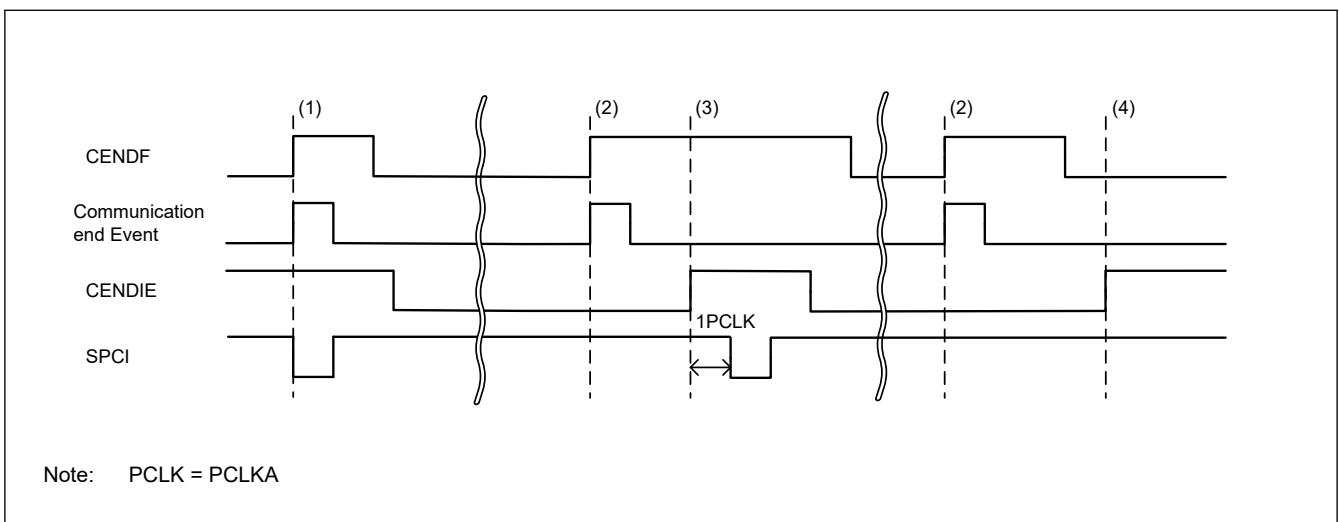 (1) (2) (3) (2) (4)
CENDF
Communication
end Event
CENDIE
1PCLK
SPCI
Note: PCLK = PCLKA